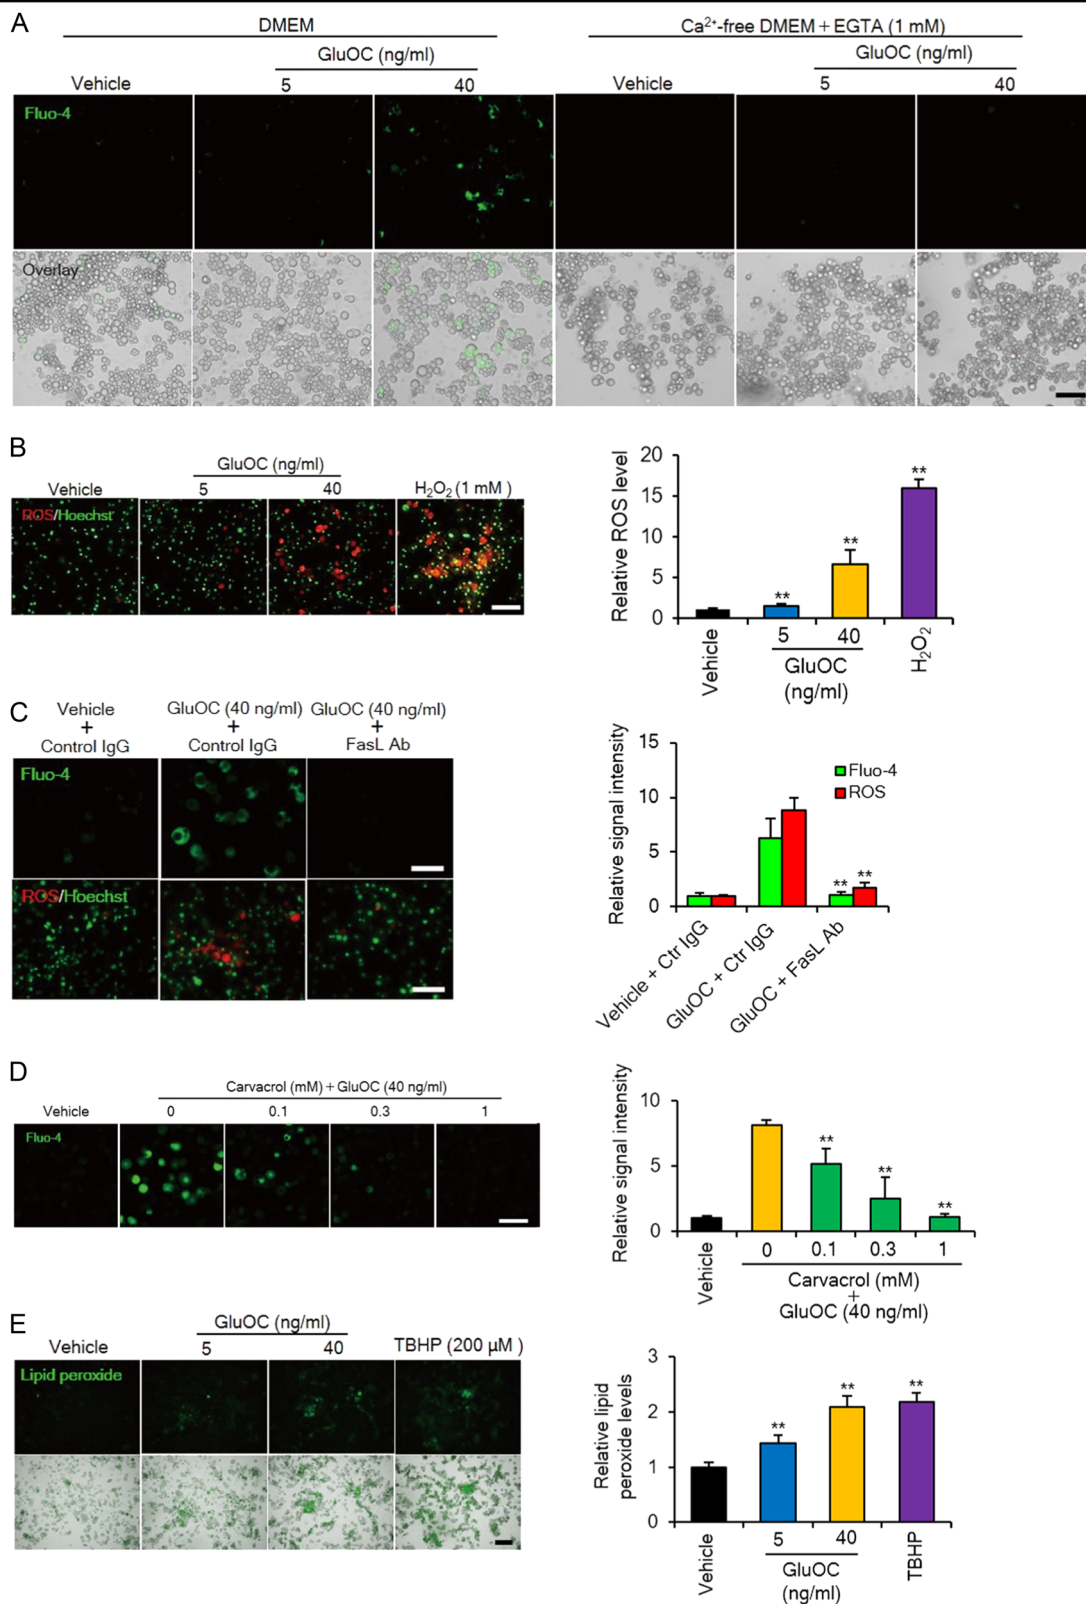 A
DMEM
Ca²⁺-free DMEM + EGTA (1 mM)
GluOC (ng/ml)
GluOC (ng/ml)
Vehicle
5
40
Vehicle
5
40
Fluo-4
Overlay
B
GluOC (ng/ml)
Vehicle
5
40
H₂O₂ (1 mM )
ROS/Hoechst
Relative ROS level
20
15
10
5
0
**
**
**
Vehicle
5
40
H₂O₂
GluOC
(ng/ml)
C
Vehicle
+
Control IgG
GluOC (40 ng/ml)
+
Control IgG
GluOC (40 ng/ml)
+
FasL Ab
Fluo-4
ROS/Hoechst
Relative signal intensity
15
10
5
0
Fluo-4
ROS
**
**
Vehicle + Ctr IgG
GluOC + Ctr IgG
GluOC + FasL Ab
D
Carvacrol (mM) + GluOC (40 ng/ml)
Vehicle
0
0.1
0.3
1
Fluo-4
Relative signal intensity
10
5
0
**
**
**
Vehicle
0
0.1
0.3
1
Carvacrol (mM)
+
GluOC (40 ng/ml)
E
GluOC (ng/ml)
Vehicle
5
40
TBHP (200 μM )
Lipid peroxide
Relative lipid
peroxide levels
3
2
1
0
**
**
**
Vehicle
5
40
TBHP
GluOC
(ng/ml)